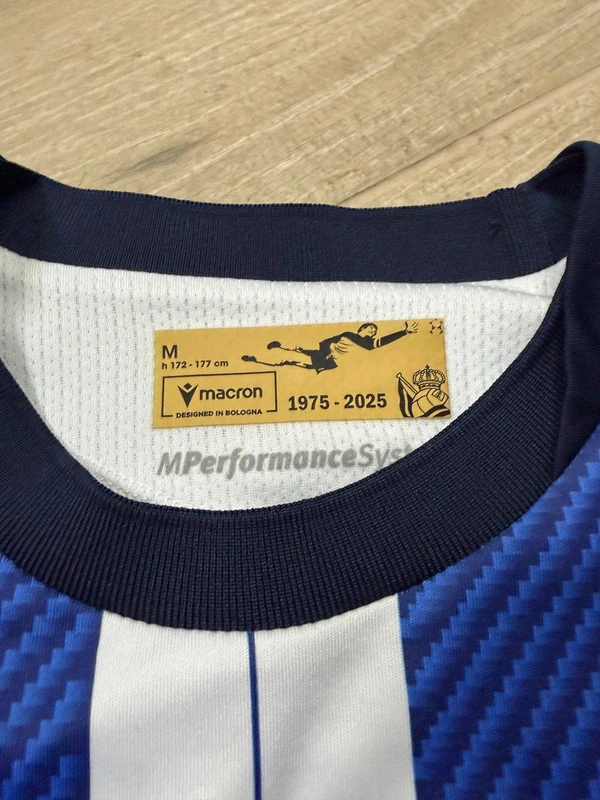 M
h 172 - 177 cm
macron
DESIGNED IN BOLOGNA
1975 - 2025
MPerformanceSyst